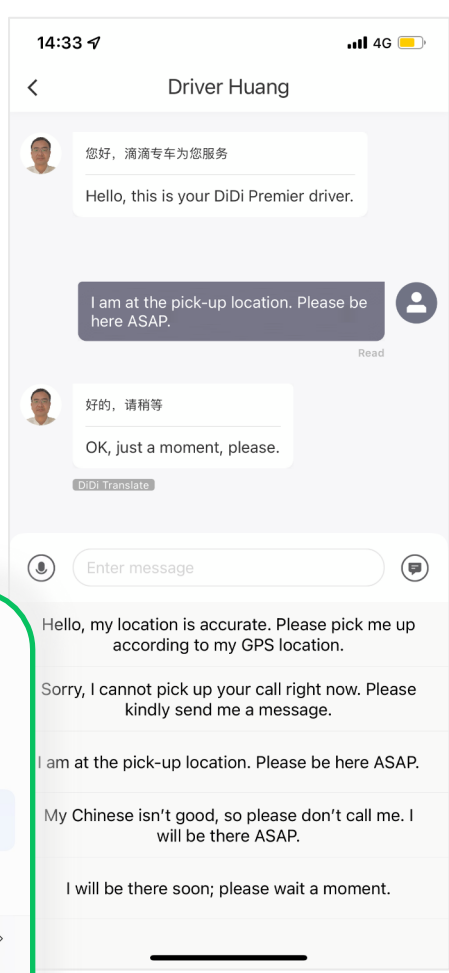 14:33
4G
Driver Huang
您好，滴滴专车为您服务
Hello, this is your DiDi Premier driver.
I am at the pick-up location. Please be
here ASAP.
Read
好的，请稍等
OK, just a moment, please.
DiDi Translate
Enter message
Hello, my location is accurate. Please pick me up
according to my GPS location.
Sorry, I cannot pick up your call right now. Please
kindly send me a message.
I am at the pick-up location. Please be here ASAP.
My Chinese isn’t good, so please don’t call me. I
will be there ASAP.
I will be there soon; please wait a moment.